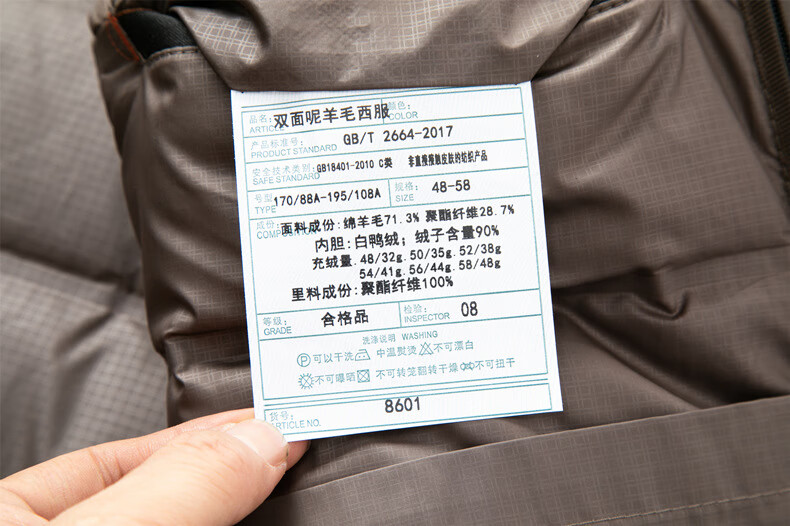 品名: 双面呢羊毛西服 颜色:
ARTICLE COLOR
产品标准号: GB/T 2664-2017
PRODUCT STANDARD
安全技术类别: GB18401-2010 C类 非直接接触皮肤的纺织产品
SAFE STANDARD
号型 170/88A-195/108A 规格: 48-58
TYPE SIZE
成份: 面料成份: 绵羊毛71.3% 聚酯纤维28.7%
COMPOSITION
内胆: 白鸭绒; 绒子含量90%
充绒量.48/32g.50/35g.52/38g
54/41g.56/44g.58/48g
里料成份: 聚酯纤维100%
等级: 合格品 检验: 08
GRADE INSPECTOR
洗涤说明 WASHING
P 可以干洗 中温熨烫 不可漂白
不可曝晒 不可转笼翻转干燥 不可扭干
货号: 8601
ARTICLE NO.